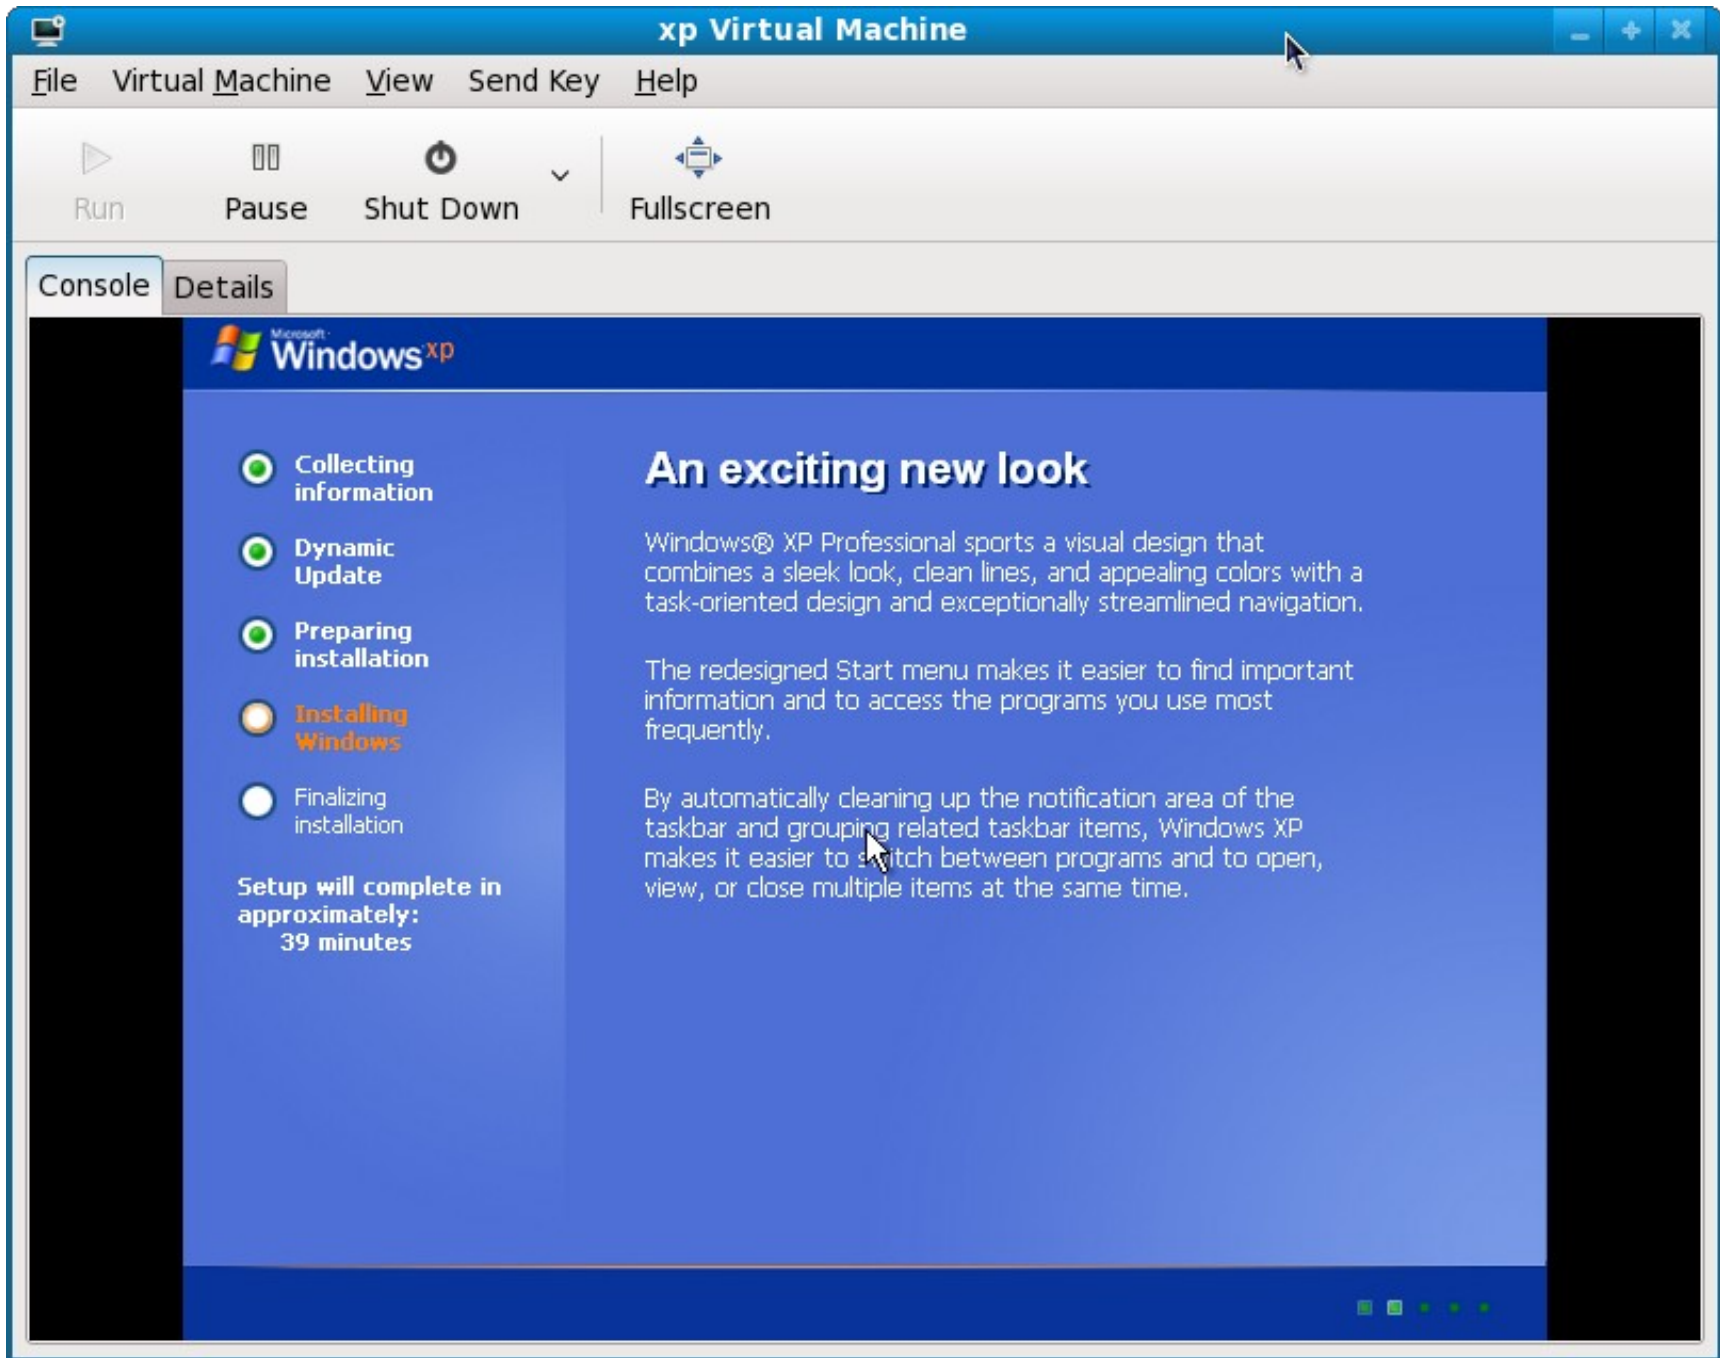 xp Virtual Machine
File Virtual Machine View Send Key Help
Run Pause Shut Down Fullscreen
Console Details
Microsoft
Windows xp
Collecting
information
Dynamic
Update
Preparing
installation
Installing
Windows
Finalizing
installation
Setup will complete in
approximately:
39 minutes
An exciting new look
Windows® XP Professional sports a visual design that
combines a sleek look, clean lines, and appealing colors with a
task-oriented design and exceptionally streamlined navigation.
The redesigned Start menu makes it easier to find important
information and to access the programs you use most
frequently.
By automatically cleaning up the notification area of the
taskbar and grouping related taskbar items, Windows XP
makes it easier to switch between programs and to open,
view, or close multiple items at the same time.